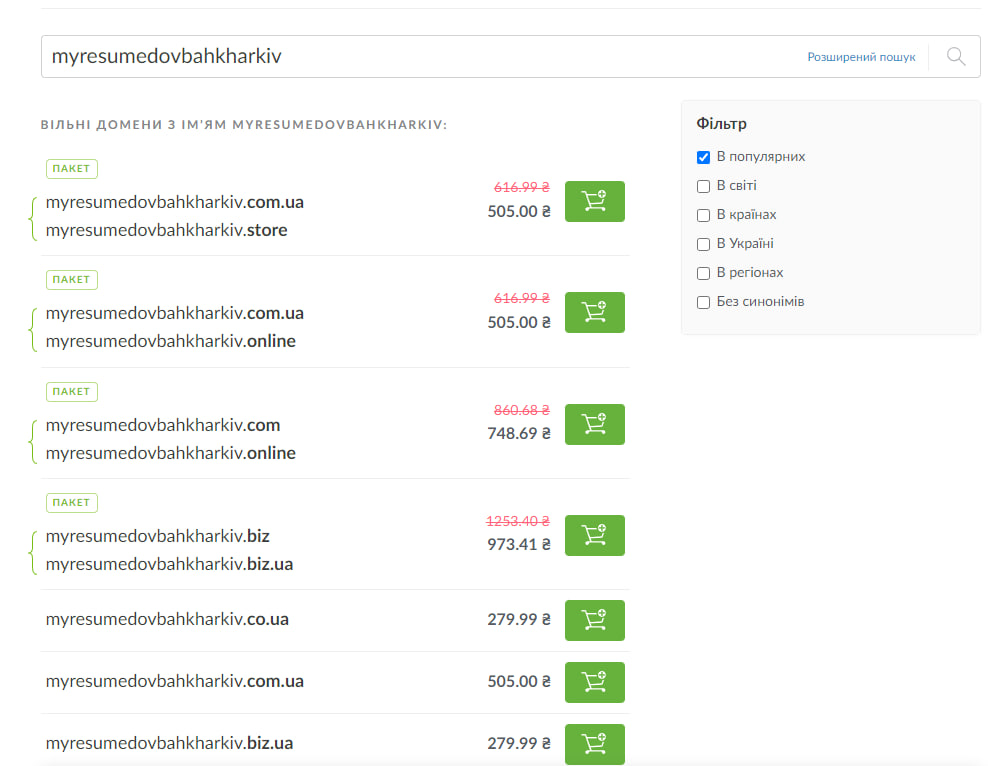 myresumedovbahkharkiv
Розширений пошук
ВІЛЬНІ ДОМЕНИ З ІМ'ЯМ MYRESUMEDOVBAHKHARKIV:
ПАКЕТ
myresumedovbahkharkiv.com.ua
myresumedovbahkharkiv.store
616.99 ₴
505.00 ₴
ПАКЕТ
myresumedovbahkharkiv.com.ua
myresumedovbahkharkiv.online
616.99 ₴
505.00 ₴
ПАКЕТ
myresumedovbahkharkiv.com
myresumedovbahkharkiv.online
860.68 ₴
748.69 ₴
ПАКЕТ
myresumedovbahkharkiv.biz
myresumedovbahkharkiv.biz.ua
1253.40 ₴
973.41 ₴
myresumedovbahkharkiv.co.ua 279.99 ₴
myresumedovbahkharkiv.com.ua 505.00 ₴
myresumedovbahkharkiv.biz.ua 279.99 ₴
Фільтр
В популярних
В світі
В країнах
В Україні
В регіонах
Без синонімів